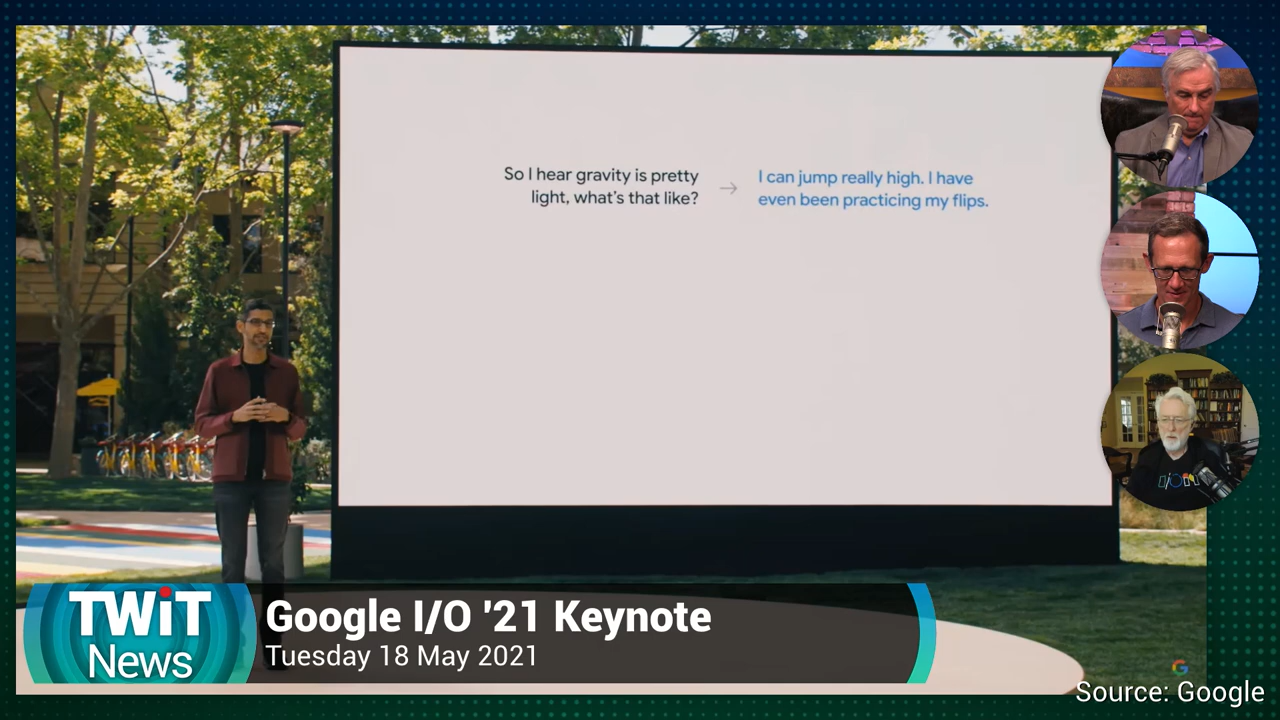 So I hear gravity is pretty
light, what's that like?
→
I can jump really high. I have
even been practicing my flips.
TWiT
News
Google I/O '21 Keynote
Tuesday 18 May 2021
G
Source: Google